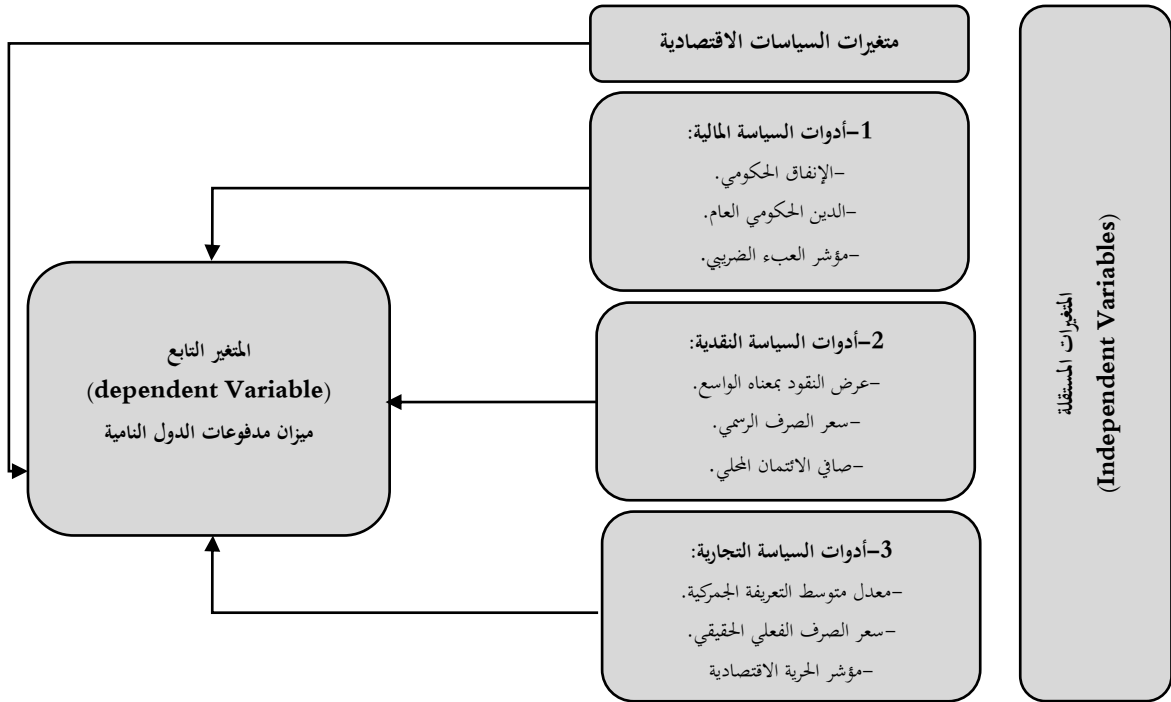 متغيرات السياسات الاقتصادية
1-أدوات السياسة المالية:
-الإنفاق الحكومي.
-الدين الحكومي العام.
-مؤشر العبء الضريبي.
2-أدوات السياسة النقدية:
-عرض النقود بمعناه الواسع.
-سعر الصرف الرسمي.
-صافي الائتمان المحلي.
3-أدوات السياسة التجارية:
-معدل متوسط التعريفة الجمركية.
-سعر الصرف الفعلي الحقيقي.
-مؤشر الحرية الاقتصادية
المتغيرات المستقلة
(Independent Variables)
المتغير التابع
(dependent Variable)
ميزان مدفوعات الدول النامية